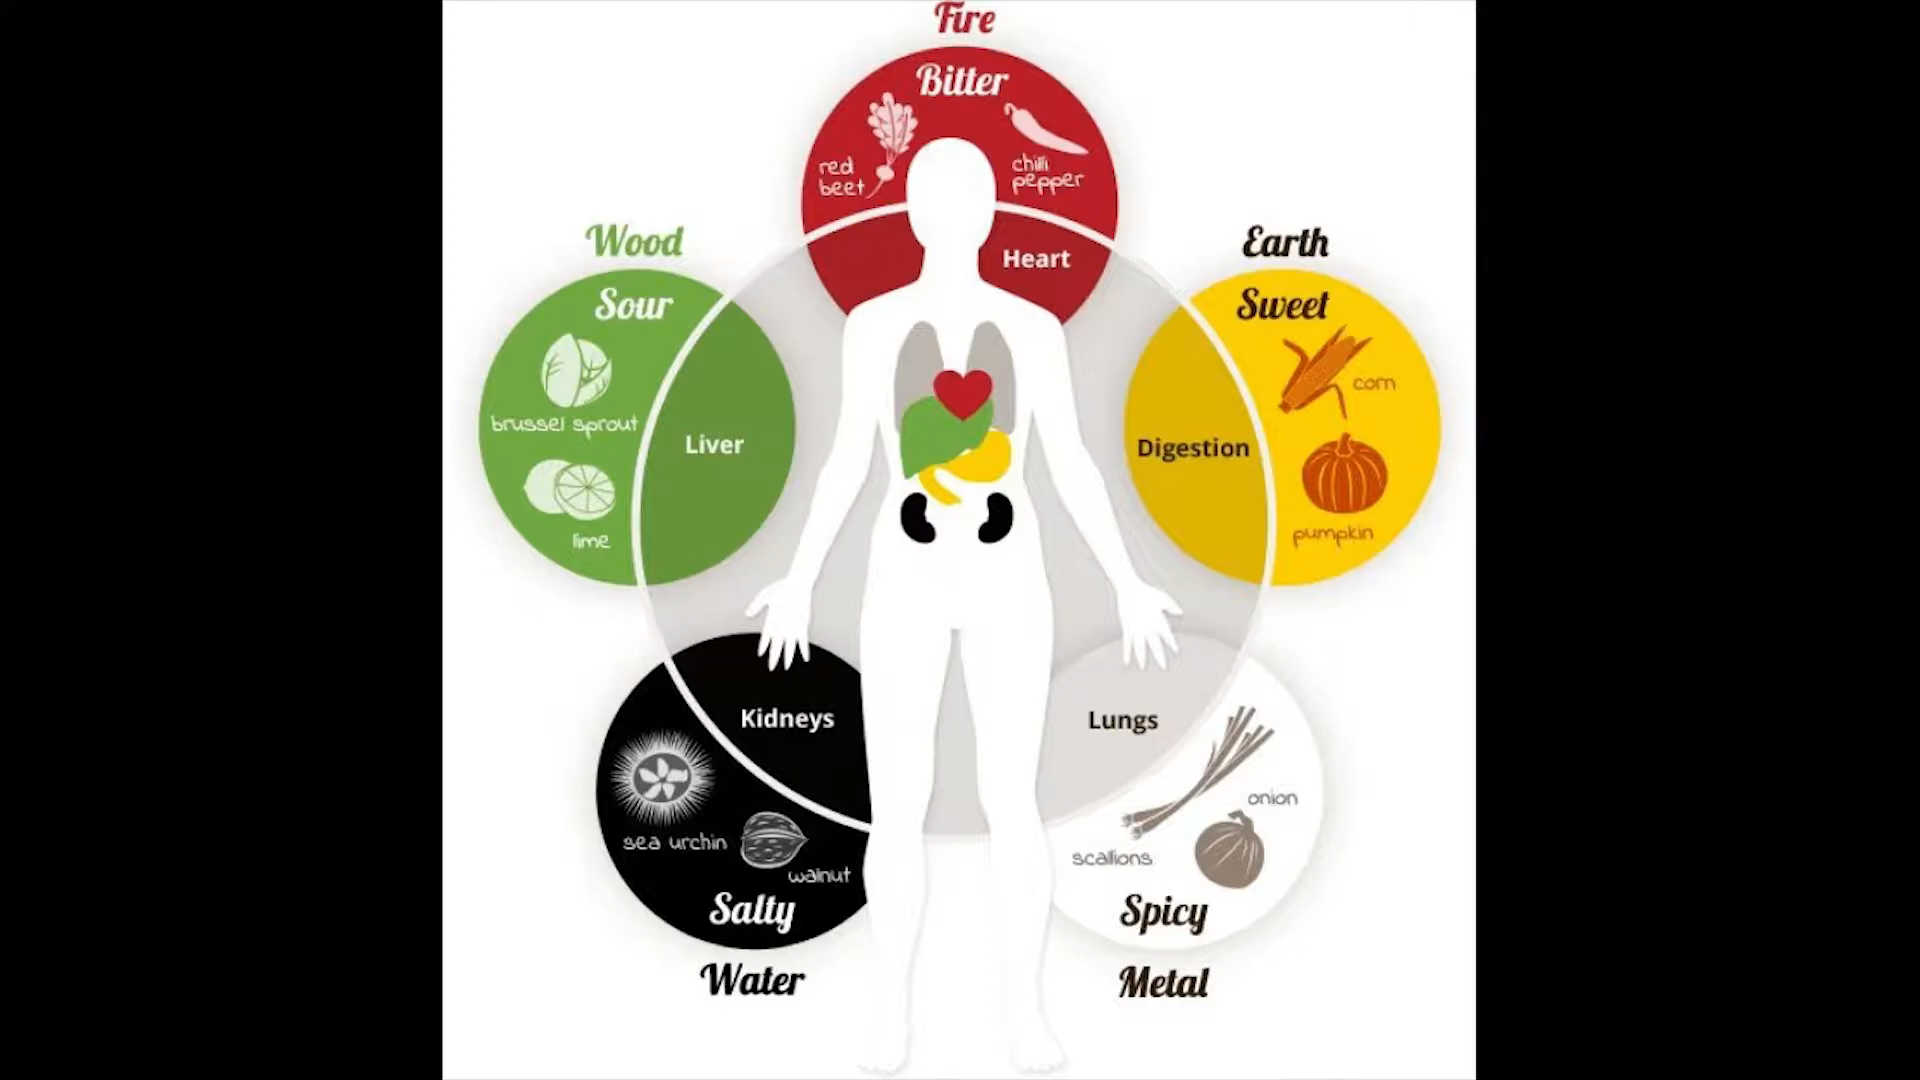 Fire
Bitter
red
beet
chilli
pepper
Heart
Wood
Sour
brussel sprout
lime
Liver
Earth
Sweet
corn
pumpkin
Digestion
Kidneys
sea urchin
walnut
Salty
Water
Lungs
onion
scallions
Spicy
Metal